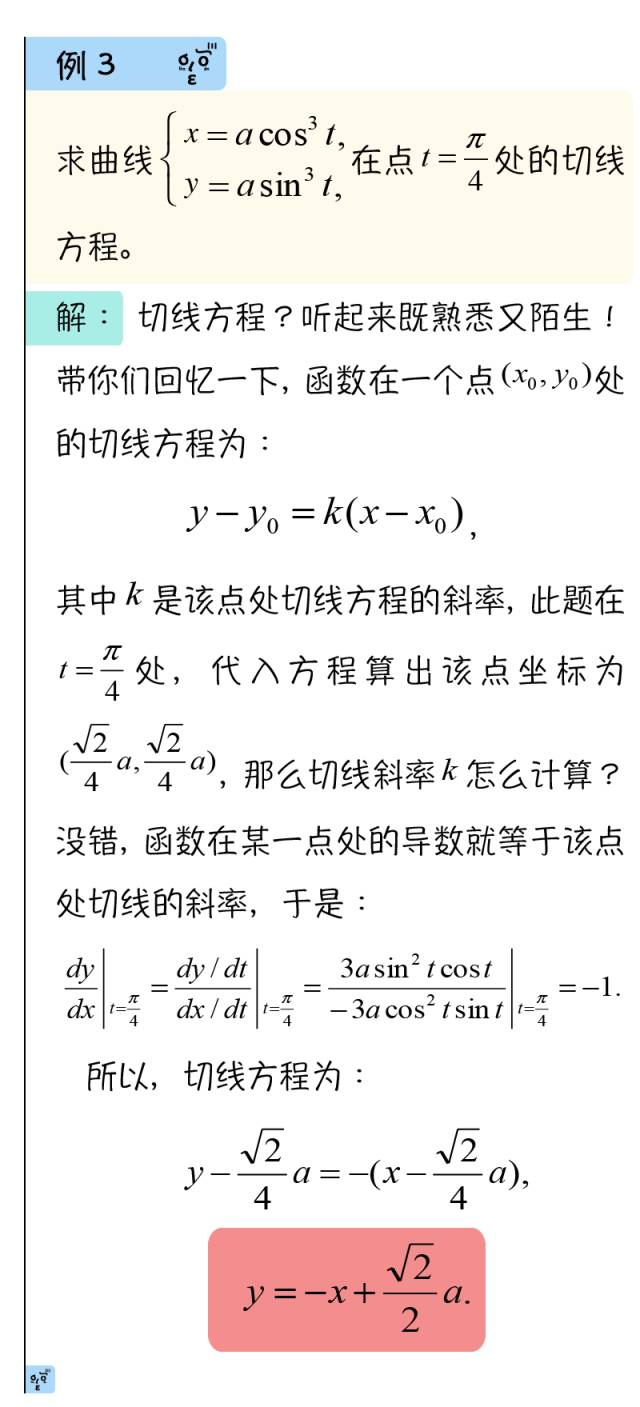 例 3
求曲线 { x = a cos³ t, y = a sin³ t, 在点 t = π/4 处的切线
方程。
解： 切线方程？听起来既熟悉又陌生！
带你们回忆一下, 函数在一个点(x₀, y₀)处
的切线方程为：
y − y₀ = k(x − x₀),
其中 k 是该点处切线方程的斜率, 此题在
t = π/4 处, 代入方程算出该点坐标为
(√2/4 a, √2/4 a), 那么切线斜率 k 怎么计算？
没错, 函数在某一点处的导数就等于该点
处切线的斜率, 于是：
dy/dx |t=π/4 = (dy / dt)/(dx / dt) |t=π/4 = (3a sin² t cos t)/(−3a cos² t sin t) |t=π/4 = −1.
所以, 切线方程为：
y − √2/4 a = −(x − √2/4 a),
y = −x + √2/2 a.